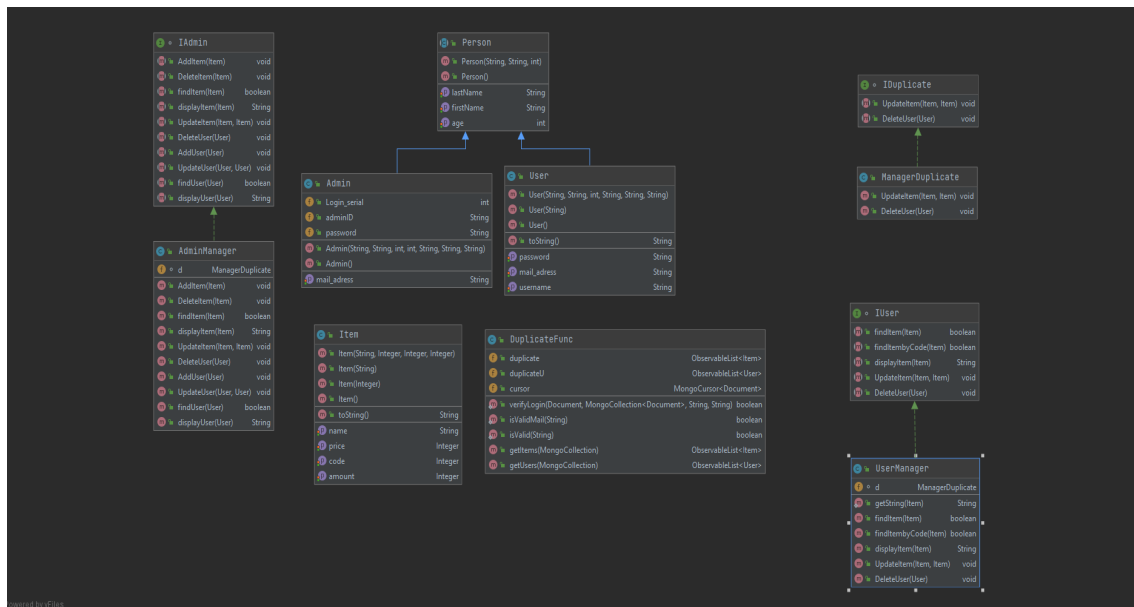 IAdmin
AddItem(Item) void
DeleteItem(Item) void
findItem(Item) boolean
displayItem(Item) String
UpdateItem(Item, Item) void
DeleteUser(User) void
AddUser(User) void
UpdateUser(User, User) void
findUser(User) boolean
displayUser(User) String
AdminManager
d ManagerDuplicate
AddItem(Item) void
DeleteItem(Item) void
findItem(Item) boolean
displayItem(Item) String
UpdateItem(Item, Item) void
DeleteUser(User) void
AddUser(User) void
UpdateUser(User, User) void
findUser(User) boolean
displayUser(User) String
Person
Person(String, String, int)
Person()
lastName String
firstName String
age int
Admin
Login_serial int
adminID String
password String
Admin(String, String, int, int, String, String, String)
Admin()
mail_adress String
User
User(String, String, int, String, String, String)
User(String)
User()
toString() String
password String
mail_adress String
username String
Item
Item(String, Integer, Integer, Integer)
Item(String)
Item(Integer)
Item()
toString() String
name String
price Integer
code Integer
amount Integer
DuplicateFunc
duplicate ObservableList<Item>
duplicateU ObservableList<User>
cursor MongoCursor<Document>
verifyLogin(Document, MongoCollection<Document>, String, String) boolean
isValidMail(String) boolean
isValid(String) boolean
getItems(MongoCollection) ObservableList<Item>
getUsers(MongoCollection) ObservableList<User>
IDuplicate
UpdateItem(Item, Item) void
DeleteUser(User) void
ManagerDuplicate
UpdateItem(Item, Item) void
DeleteUser(User) void
IUser
findItem(Item) boolean
findItembyCode(Item) boolean
displayItem(Item) String
UpdateItem(Item, Item) void
DeleteUser(User) void
UserManager
d ManagerDuplicate
getString(Item) String
findItem(Item) boolean
findItembyCode(Item) boolean
displayItem(Item) String
UpdateItem(Item, Item) void
DeleteUser(User) void
Powered by yFiles